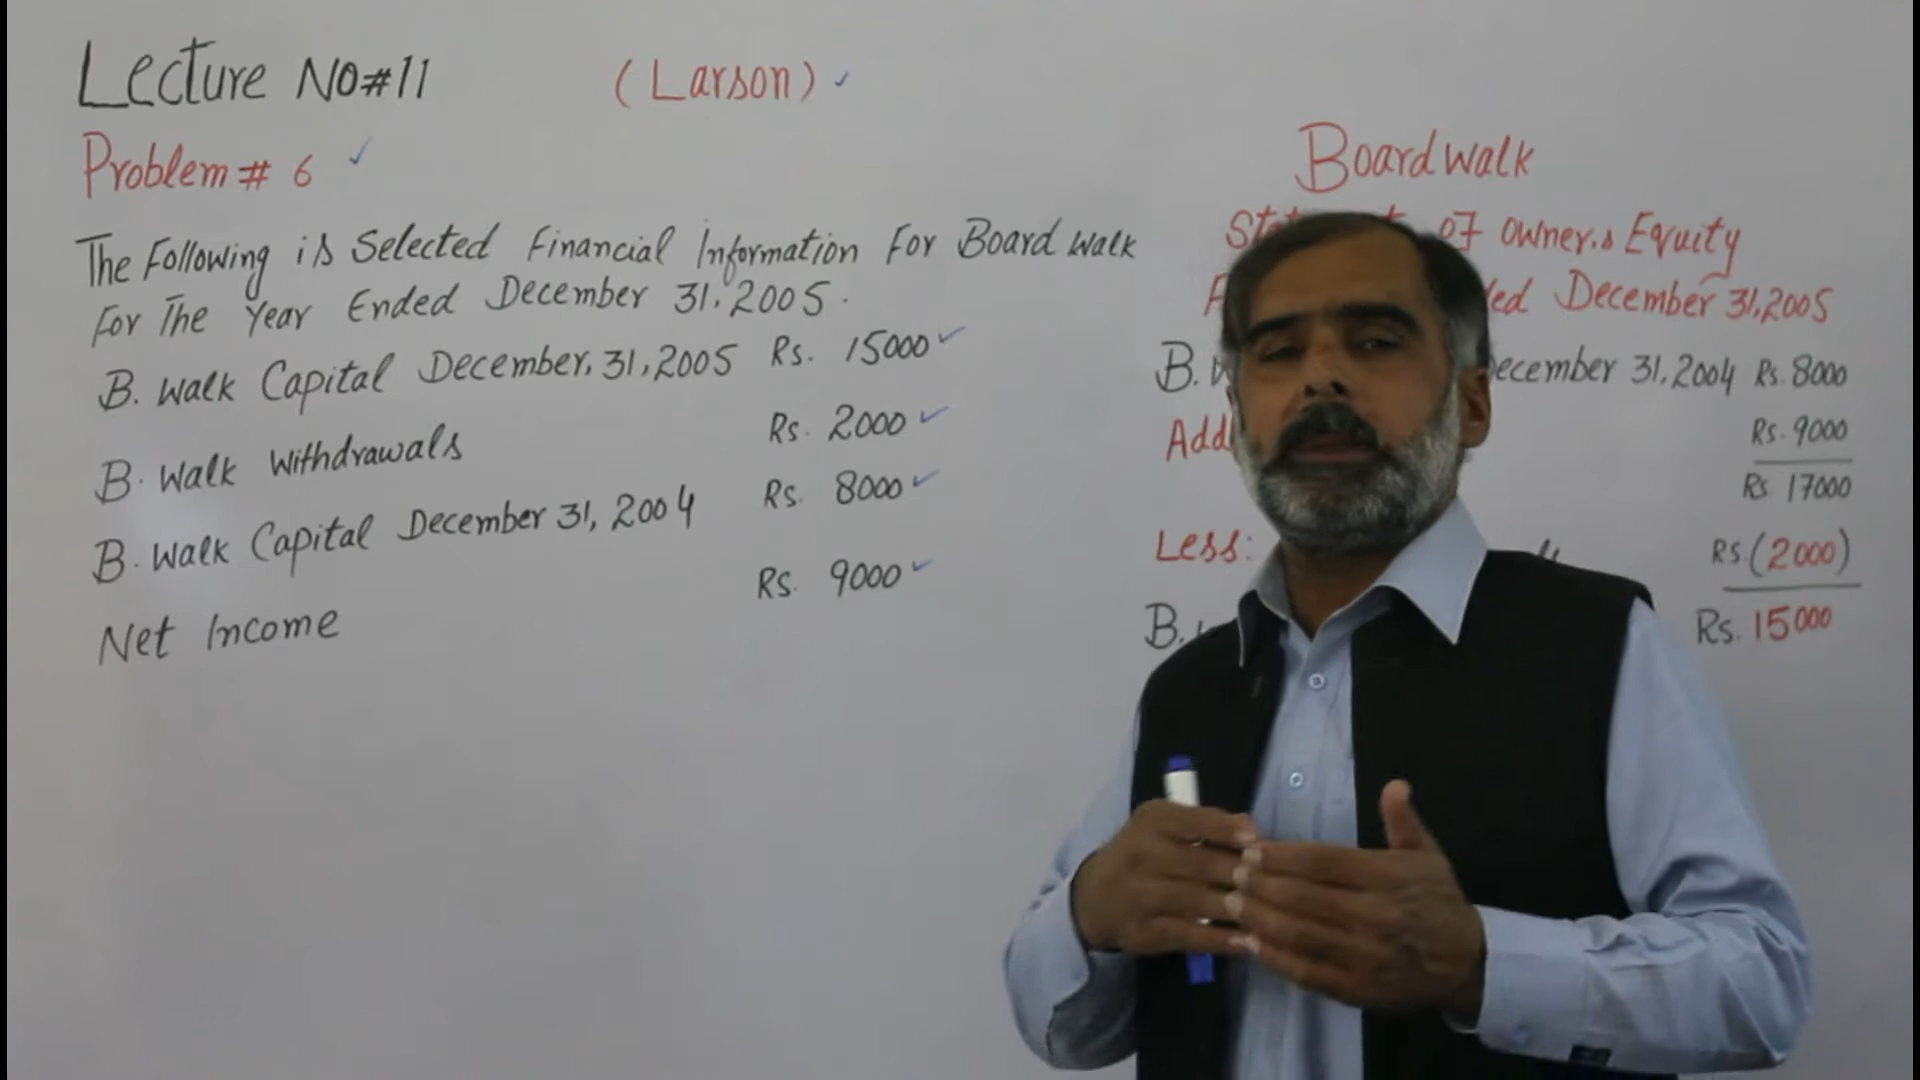 Lecture NO#11
(Larson)
Problem # 6
The Following is Selected Financial Information For Board walk
For The Year Ended December 31, 2005.
B. walk Capital December, 31, 2005 Rs. 15000
B. walk withdrawals Rs. 2000
B. walk Capital December 31, 2004 Rs. 8000
Net Income Rs. 9000
Board walk
of owner,s Equity
December 31, 2005
B. December 31, 2004 Rs. 8000
Add Rs. 9000
Rs 17000
Less: Rs. (2000)
B. Rs. 15000